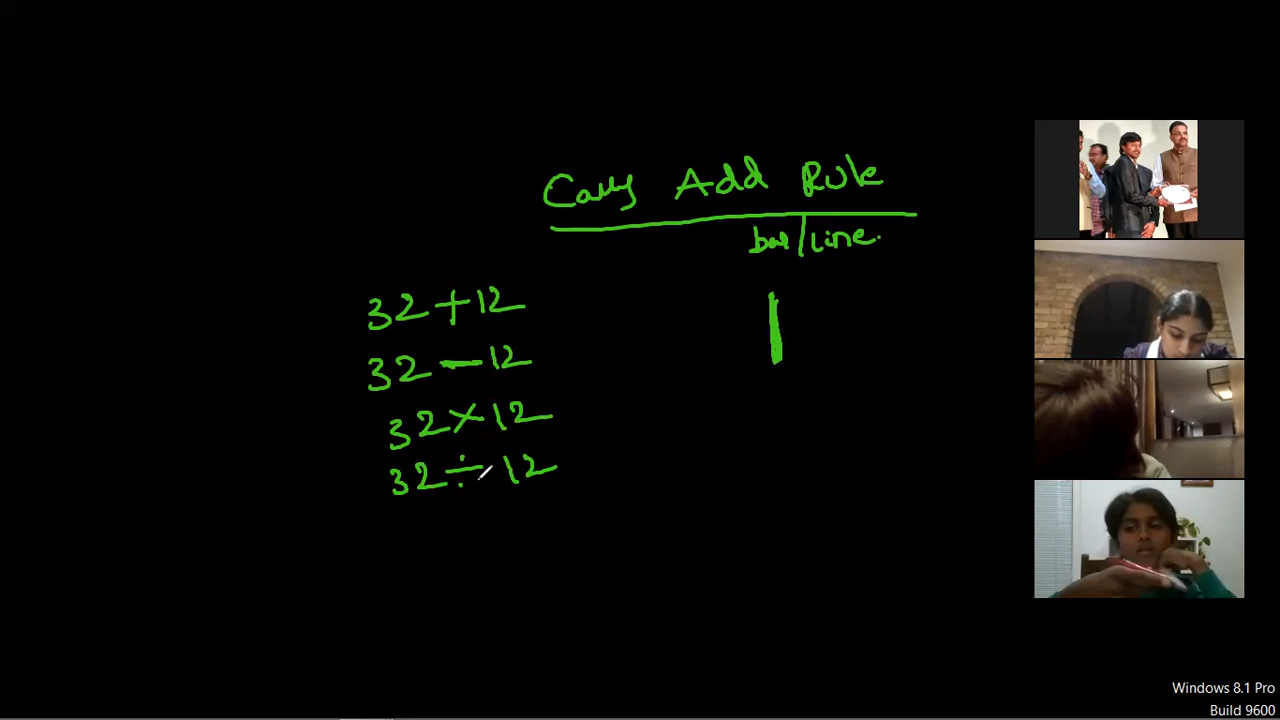 Carry Add Rule
bar/line.
32+12
32-12
32×12
32÷12
Windows 8.1 Pro
Build 9600